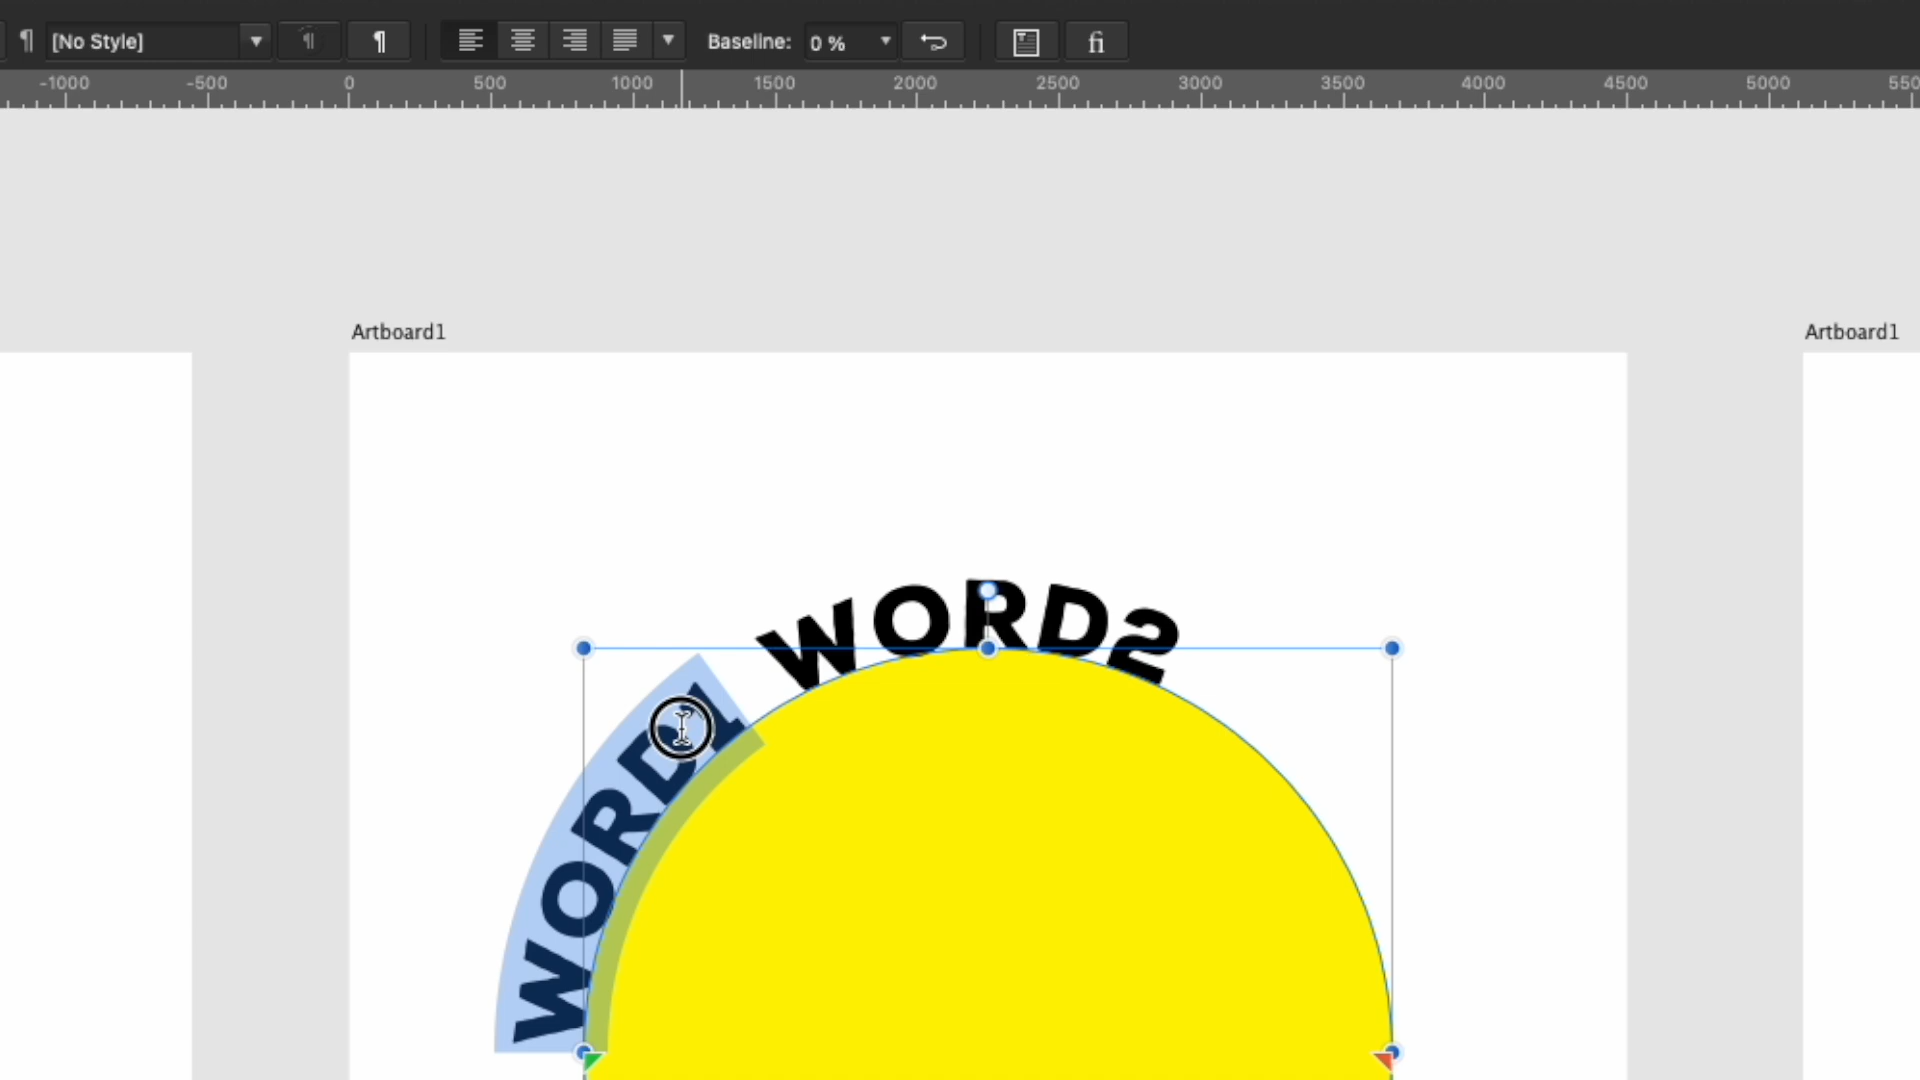 ¶ [No Style] ¶ ¶ Baseline: 0 % fi
-1000 -500 0 500 1000 1500 2000 2500 3000 3500 4000 4500 5000 550
Artboard1 Artboard1
WORD2
WORD1